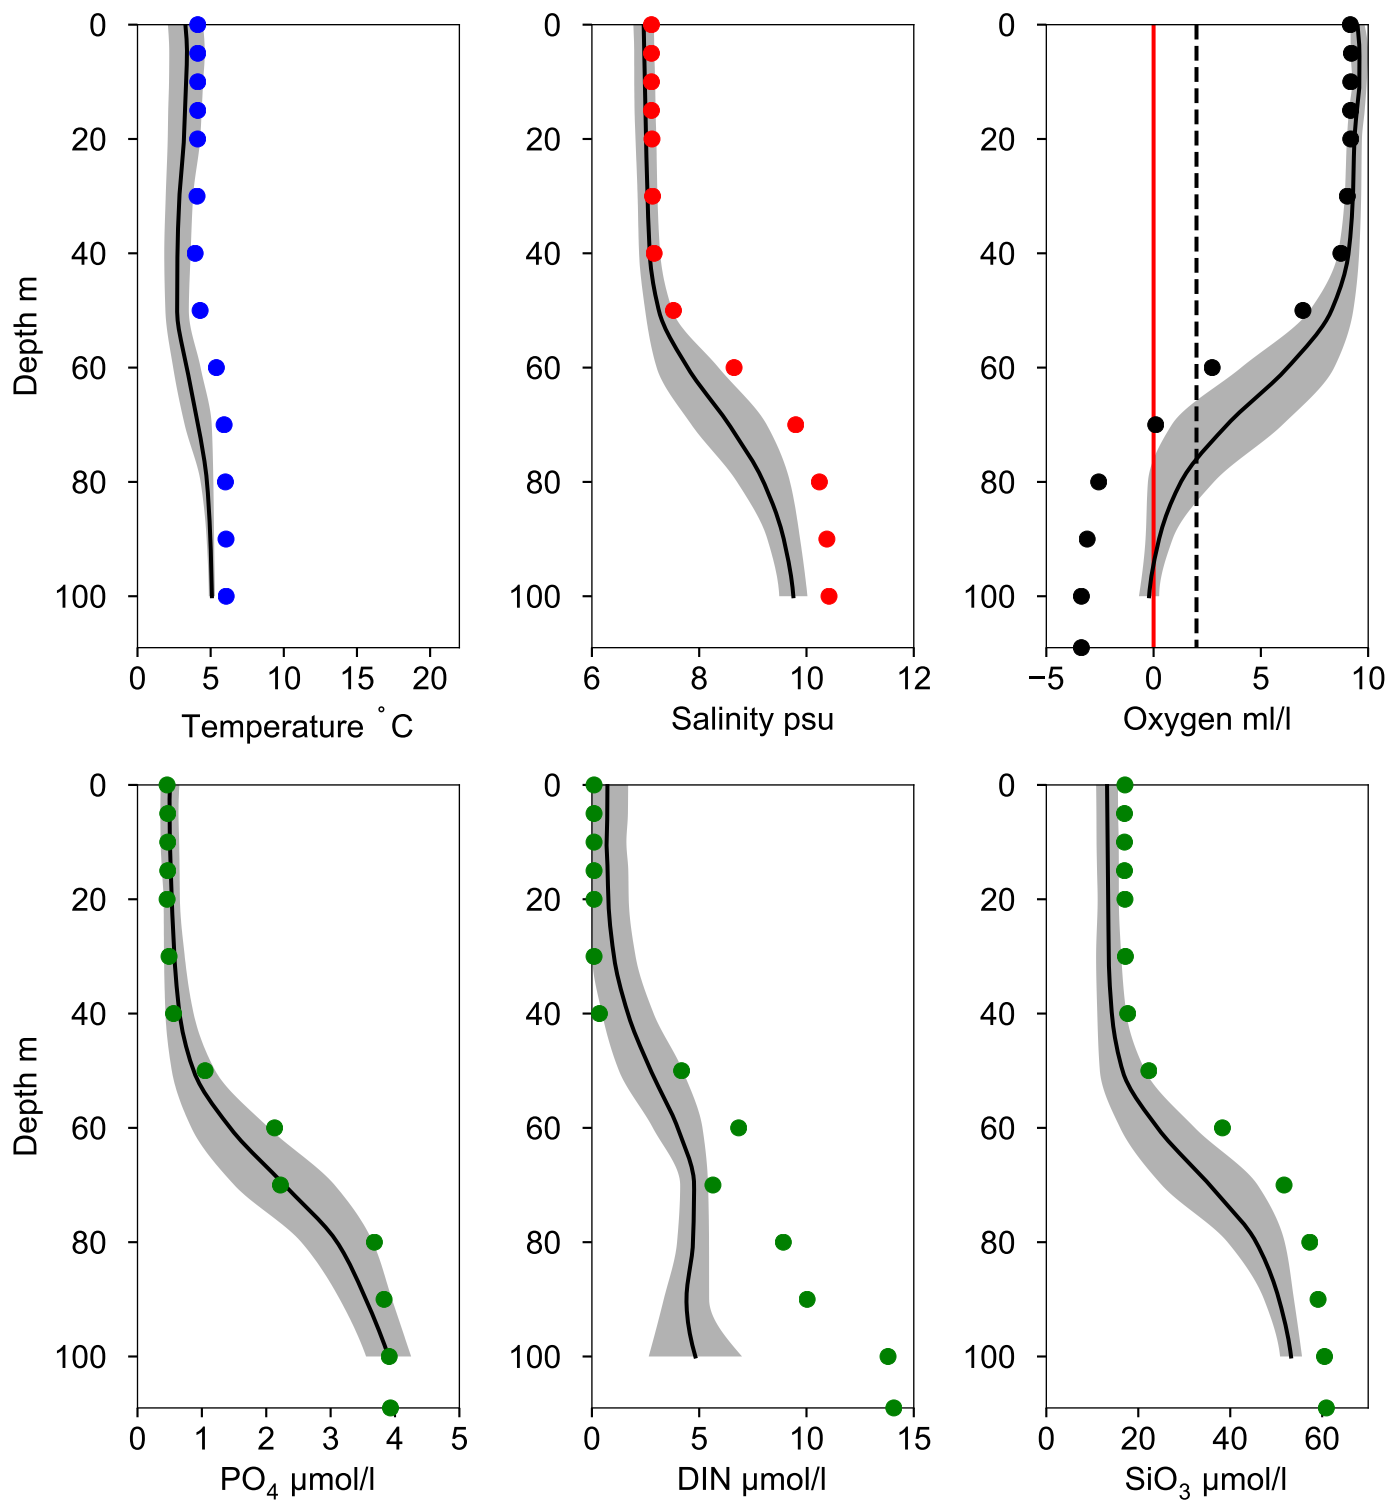 0
20
40
60
80
100
Depth m
0 5 10 15 20
Temperature °C
0
20
40
60
80
100
6 8 10 12
Salinity psu
0
20
40
60
80
100
−5 0 5 10
Oxygen ml/l
0
20
40
60
80
100
Depth m
0 1 2 3 4 5
PO₄ µmol/l
0
20
40
60
80
100
0 5 10 15
DIN µmol/l
0
20
40
60
80
100
0 20 40 60
SiO₃ µmol/l